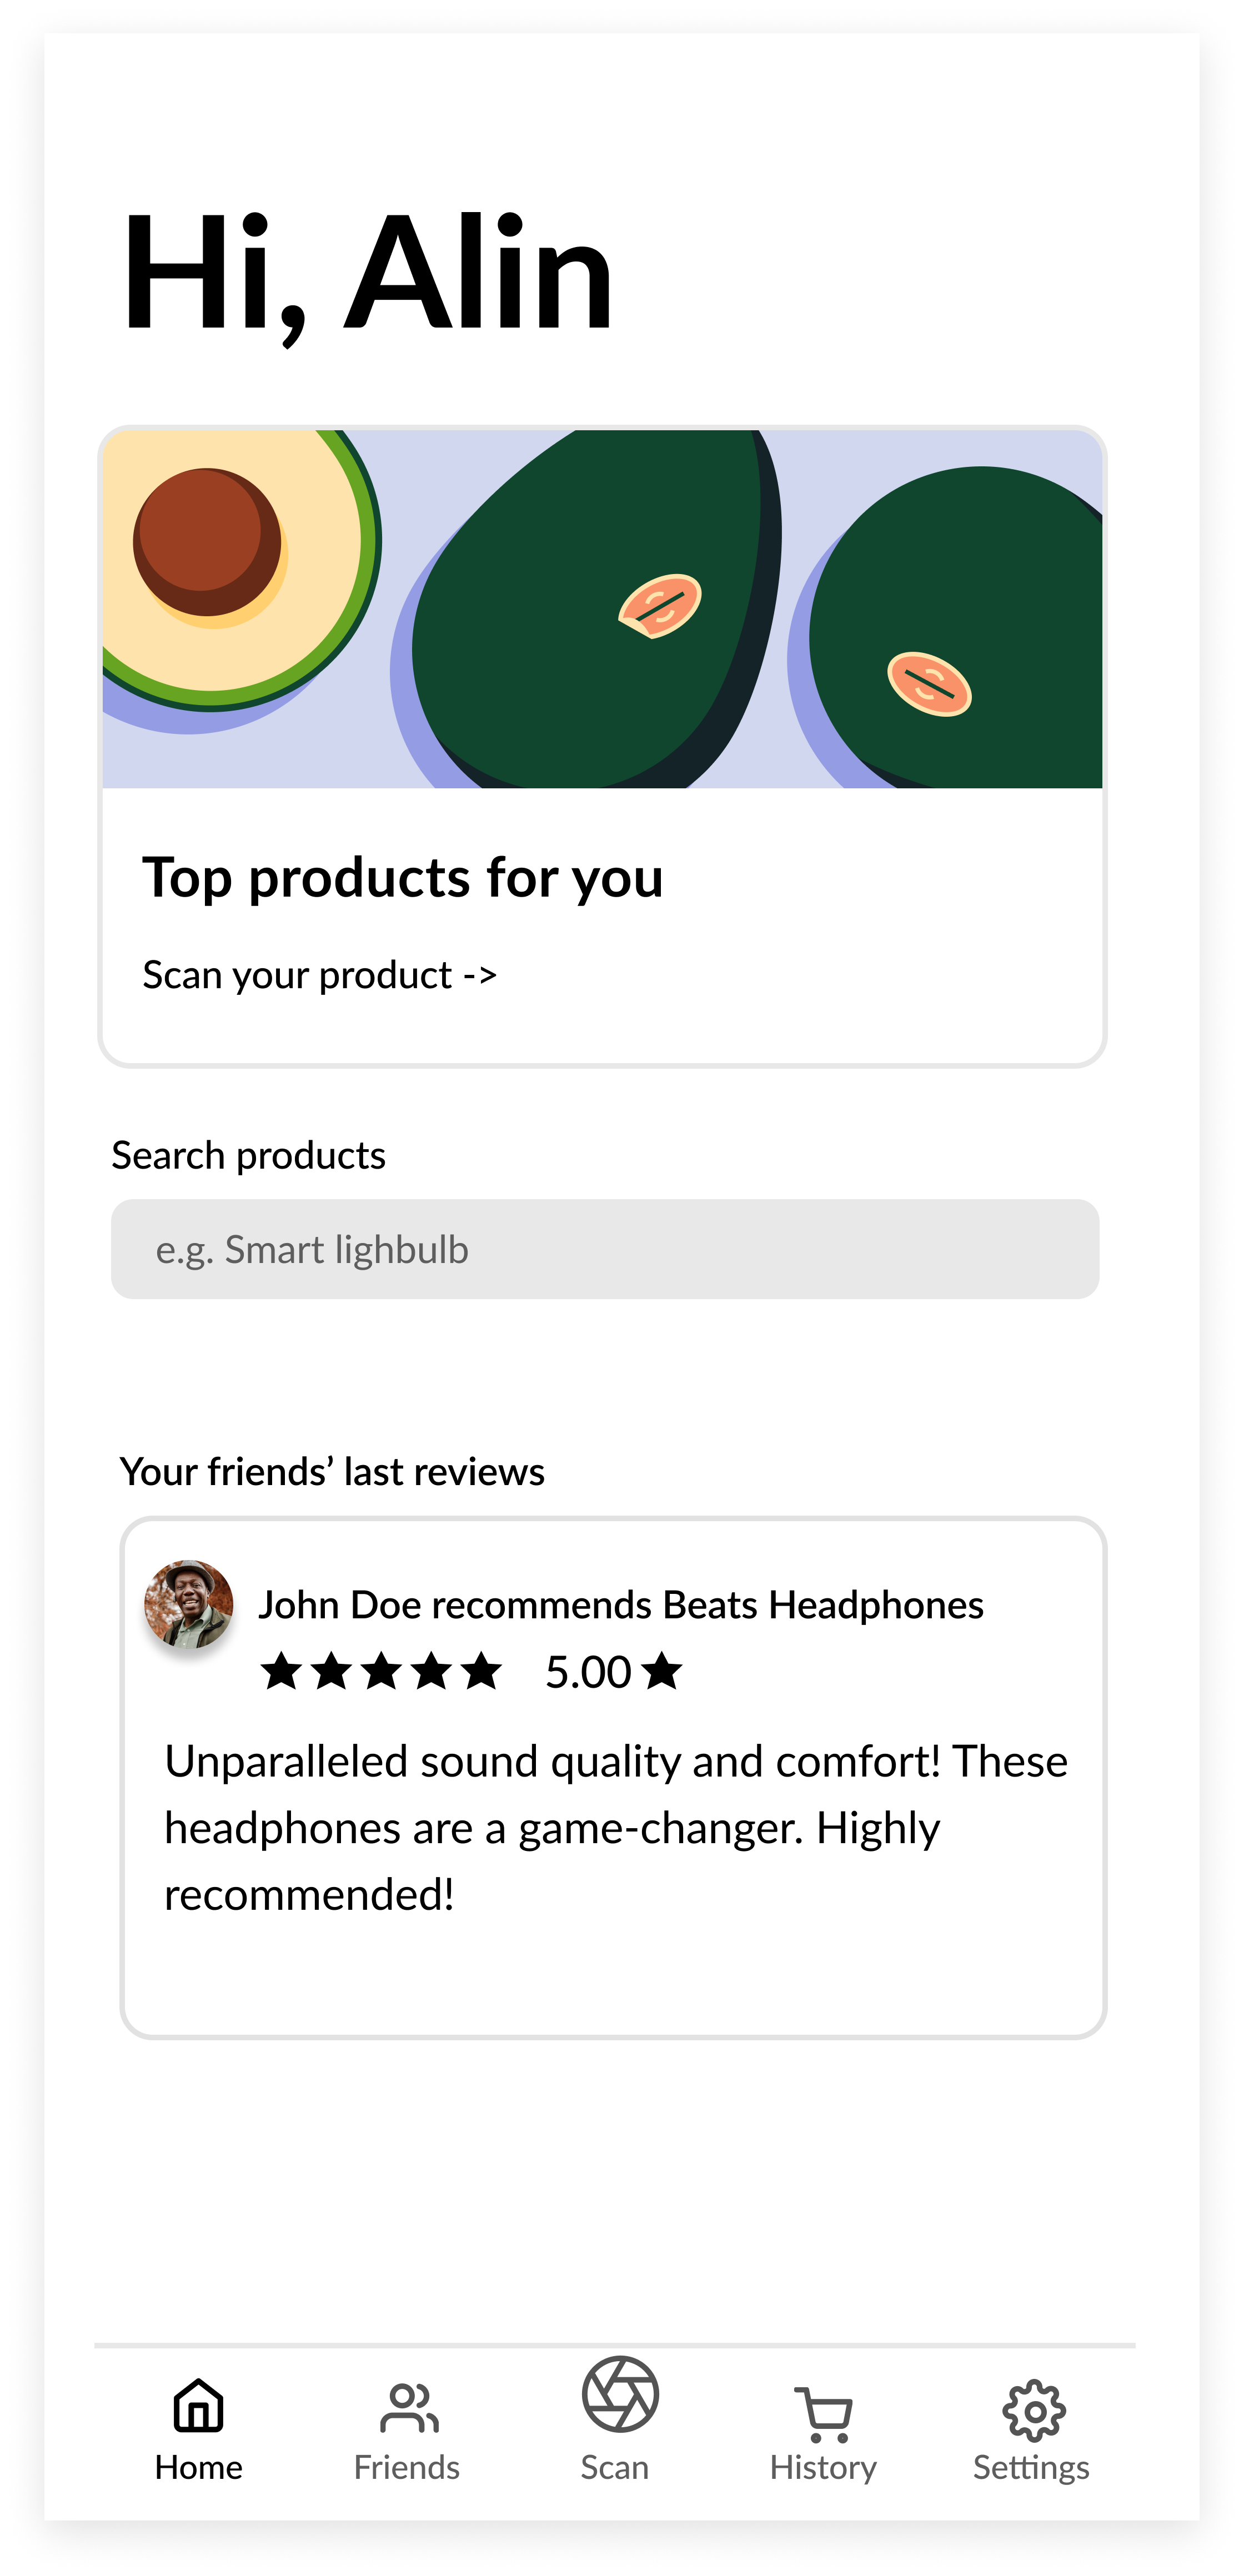 Hi, Alin
Top products for you
Scan your product ->
Search products
e.g. Smart lighbulb
Your friends’ last reviews
John Doe recommends Beats Headphones
5.00
Unparalleled sound quality and comfort! These
headphones are a game-changer. Highly
recommended!
Home
Friends
Scan
History
Settings